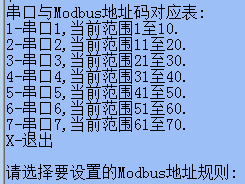 串口与Modbus地址码对应表:
1-串口1,当前范围1至10.
2-串口2,当前范围11至20.
3-串口3,当前范围21至30.
4-串口4,当前范围31至40.
5-串口5,当前范围41至50.
6-串口6,当前范围51至60.
7-串口7,当前范围61至70.
X-退出
请选择要设置的Modbus地址规则: